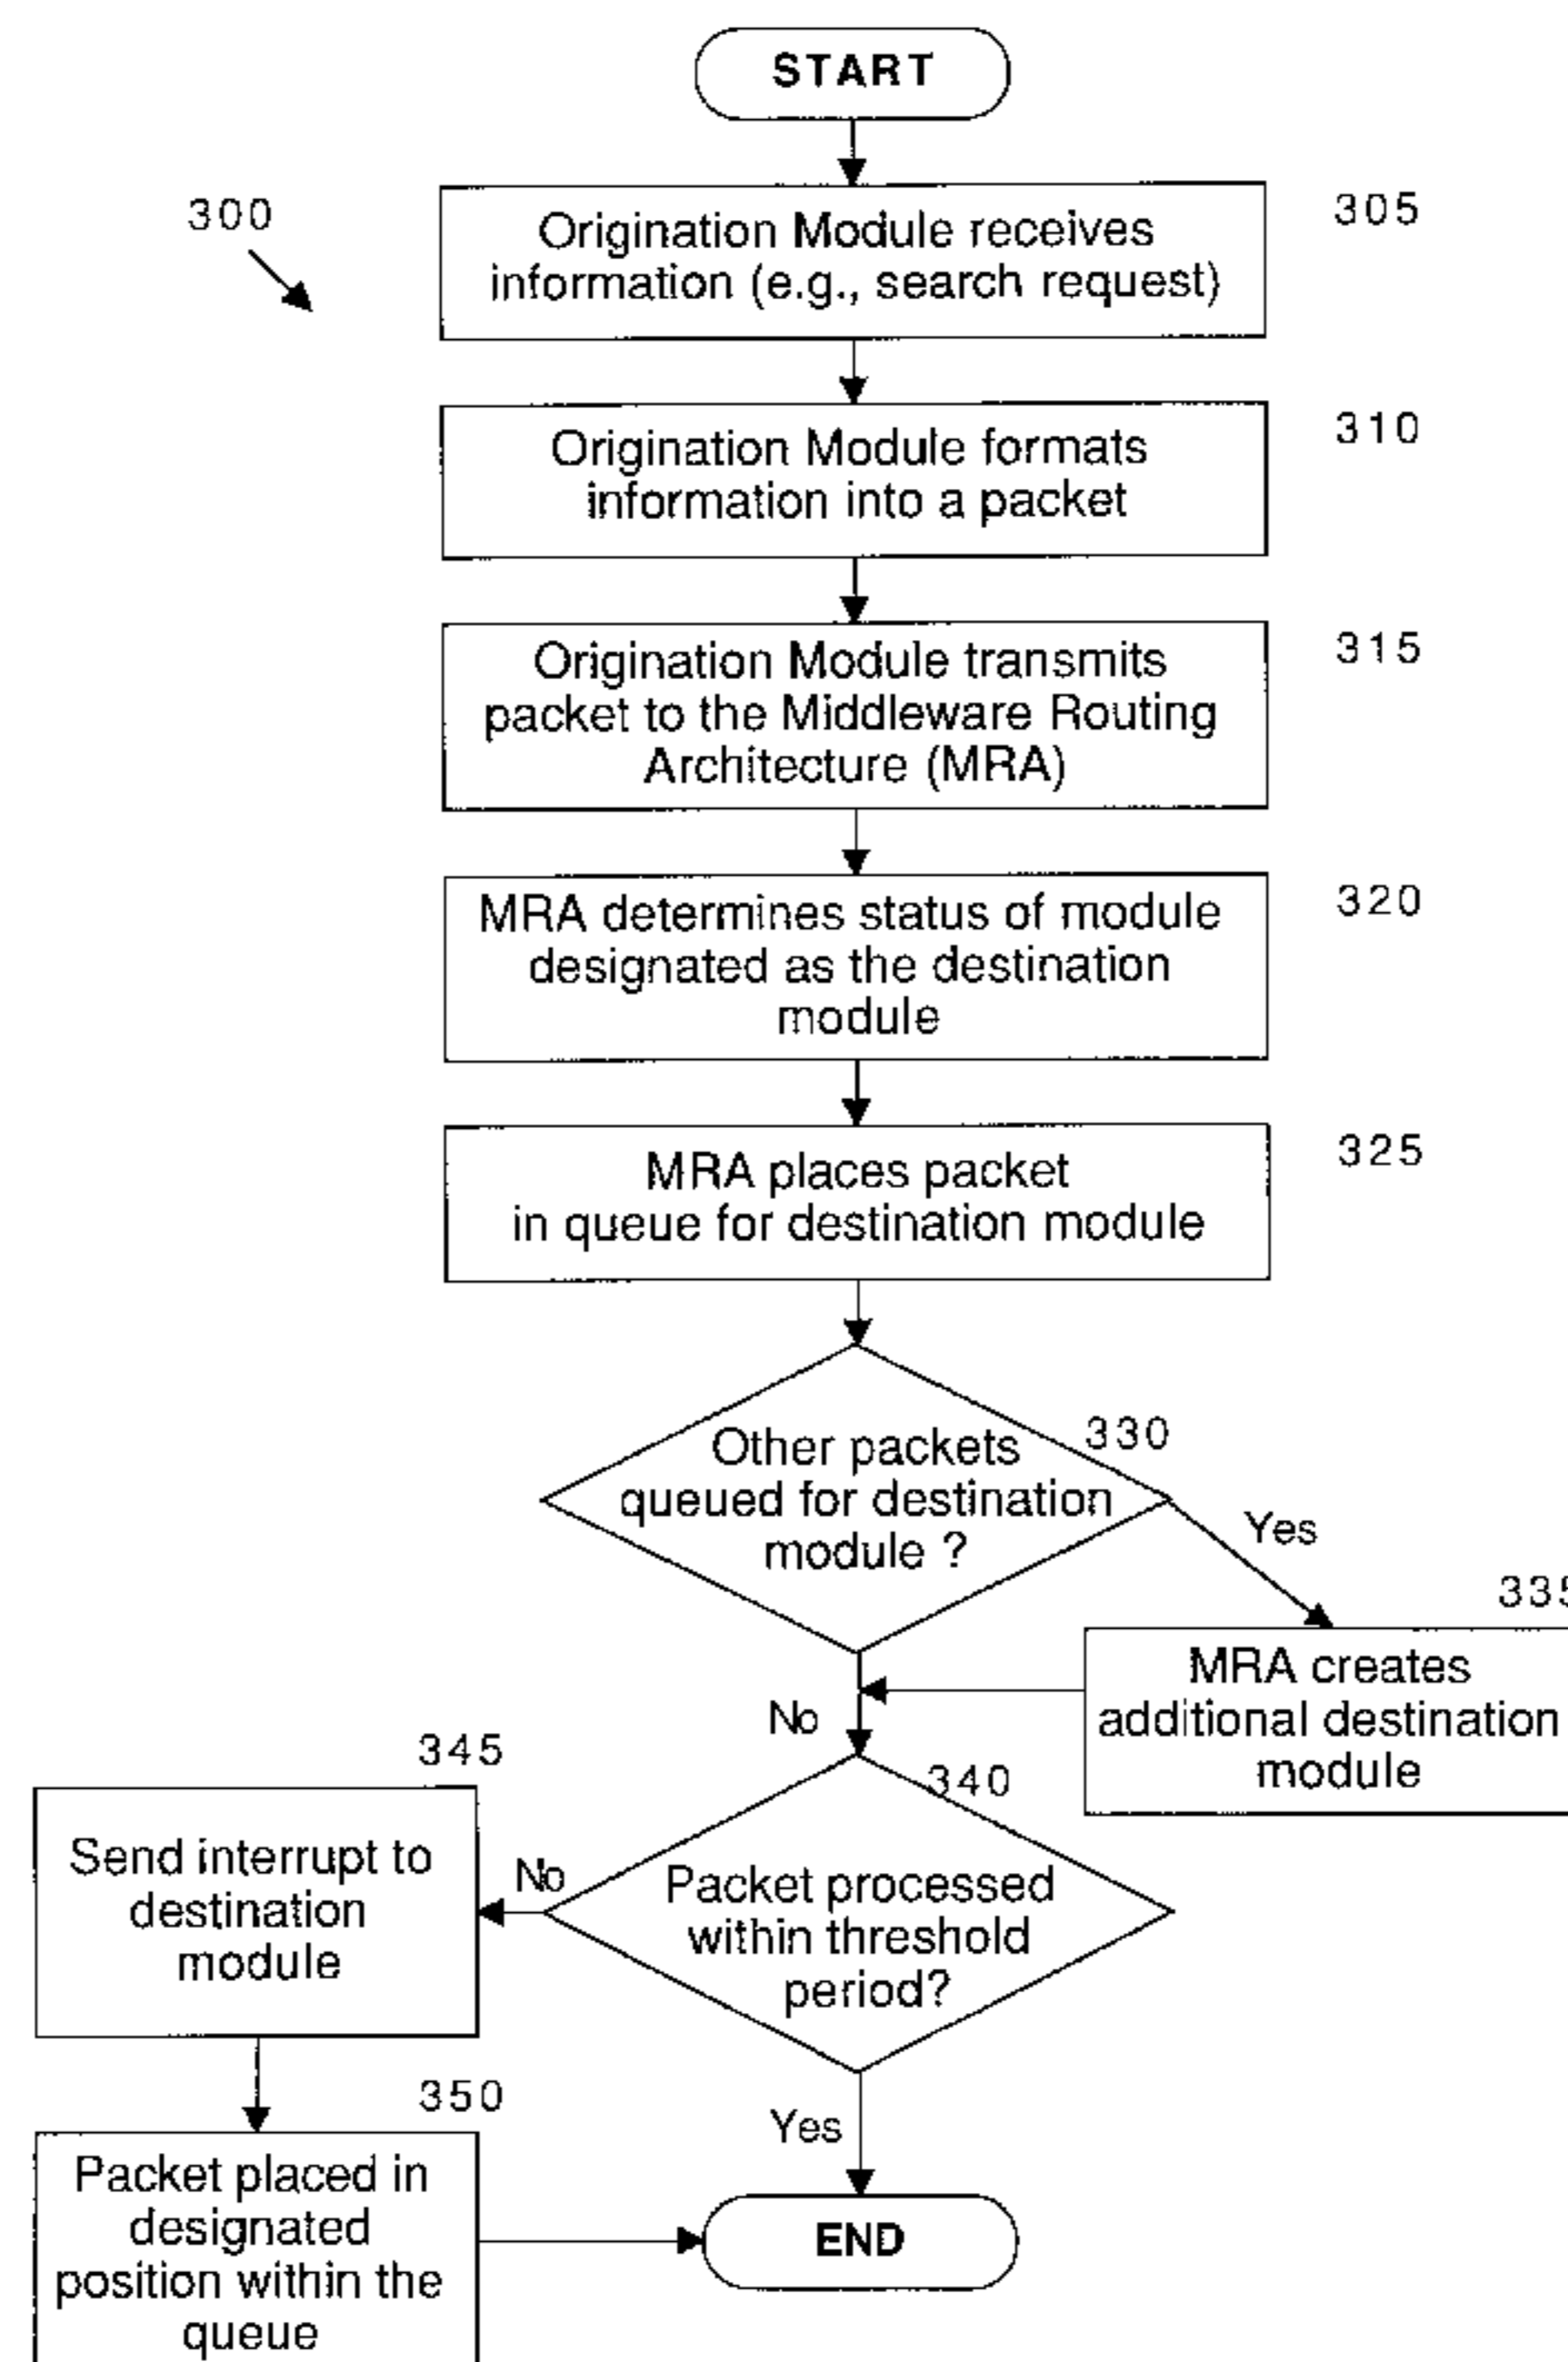 START
300
305
Origination Module receives
information (e.g., search request)
310
Origination Module formats
information into a packet
315
Origination Module transmits
packet to the Middleware Routing
Architecture (MRA)
320
MRA determines status of module
designated as the destination
module
325
MRA places packet
in queue for destination module
330
Other packets
queued for destination
module ?
Yes
335
MRA creates
additional destination
module
No
340
Packet processed
within threshold
period?
No
345
Send interrupt to
destination
module
350
Packet placed in
designated
position within the
queue
Yes
END